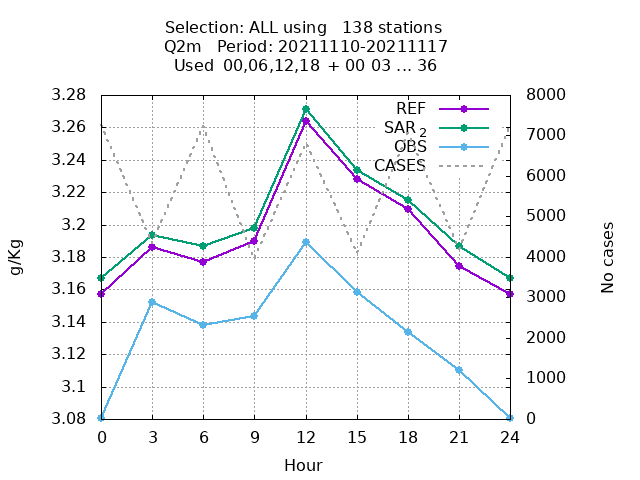 Selection: ALL using   138 stations
Q2m   Period: 20211110-20211117
Used  00,06,12,18 + 00 03 ... 36
3.28
3.26
3.24
3.22
3.2
3.18
3.16
3.14
3.12
3.1
3.08
g/Kg
REF
SAR 2
OBS
CASES
8000
7000
6000
5000
4000
3000
2000
1000
0
No cases
0 3 6 9 12 15 18 21 24
Hour